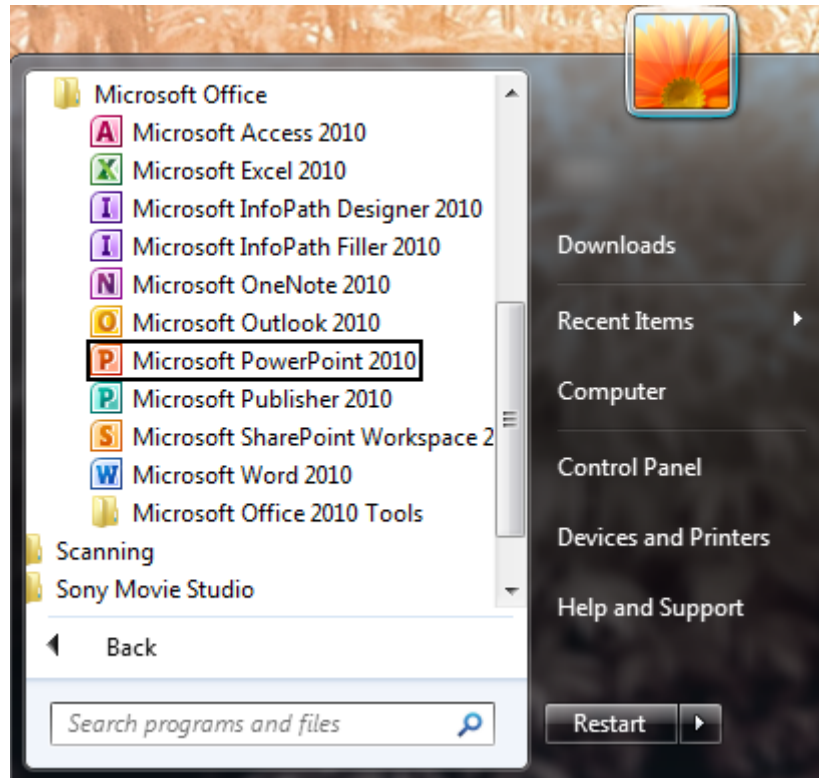 Microsoft Office
A Microsoft Access 2010
X Microsoft Excel 2010
I Microsoft InfoPath Designer 2010
I Microsoft InfoPath Filler 2010
N Microsoft OneNote 2010
O Microsoft Outlook 2010
P Microsoft PowerPoint 2010
P Microsoft Publisher 2010
S Microsoft SharePoint Workspace 2
W Microsoft Word 2010
Microsoft Office 2010 Tools
Scanning
Sony Movie Studio
Back
Search programs and files
Downloads
Recent Items
Computer
Control Panel
Devices and Printers
Help and Support
Restart